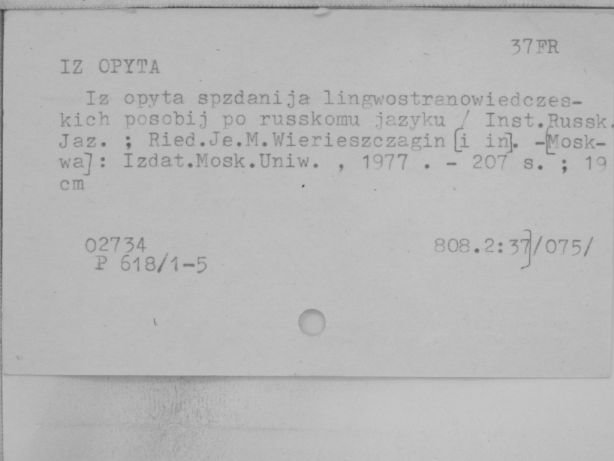 37FR
IZ OPYTA
Iz opyta spzdanija lingwostranowiedczes-
kich posobij po russkomu jazyku / Inst.Russk.
Jaz. ; Ried.Je.M.Wierieszczagin [i in]. -[Mosk-
wa]: Izdat.Mosk.Uniw. , 1977 . - 207 s. ; 19
cm
02734 808.2:37]/075/
P 618/1-5